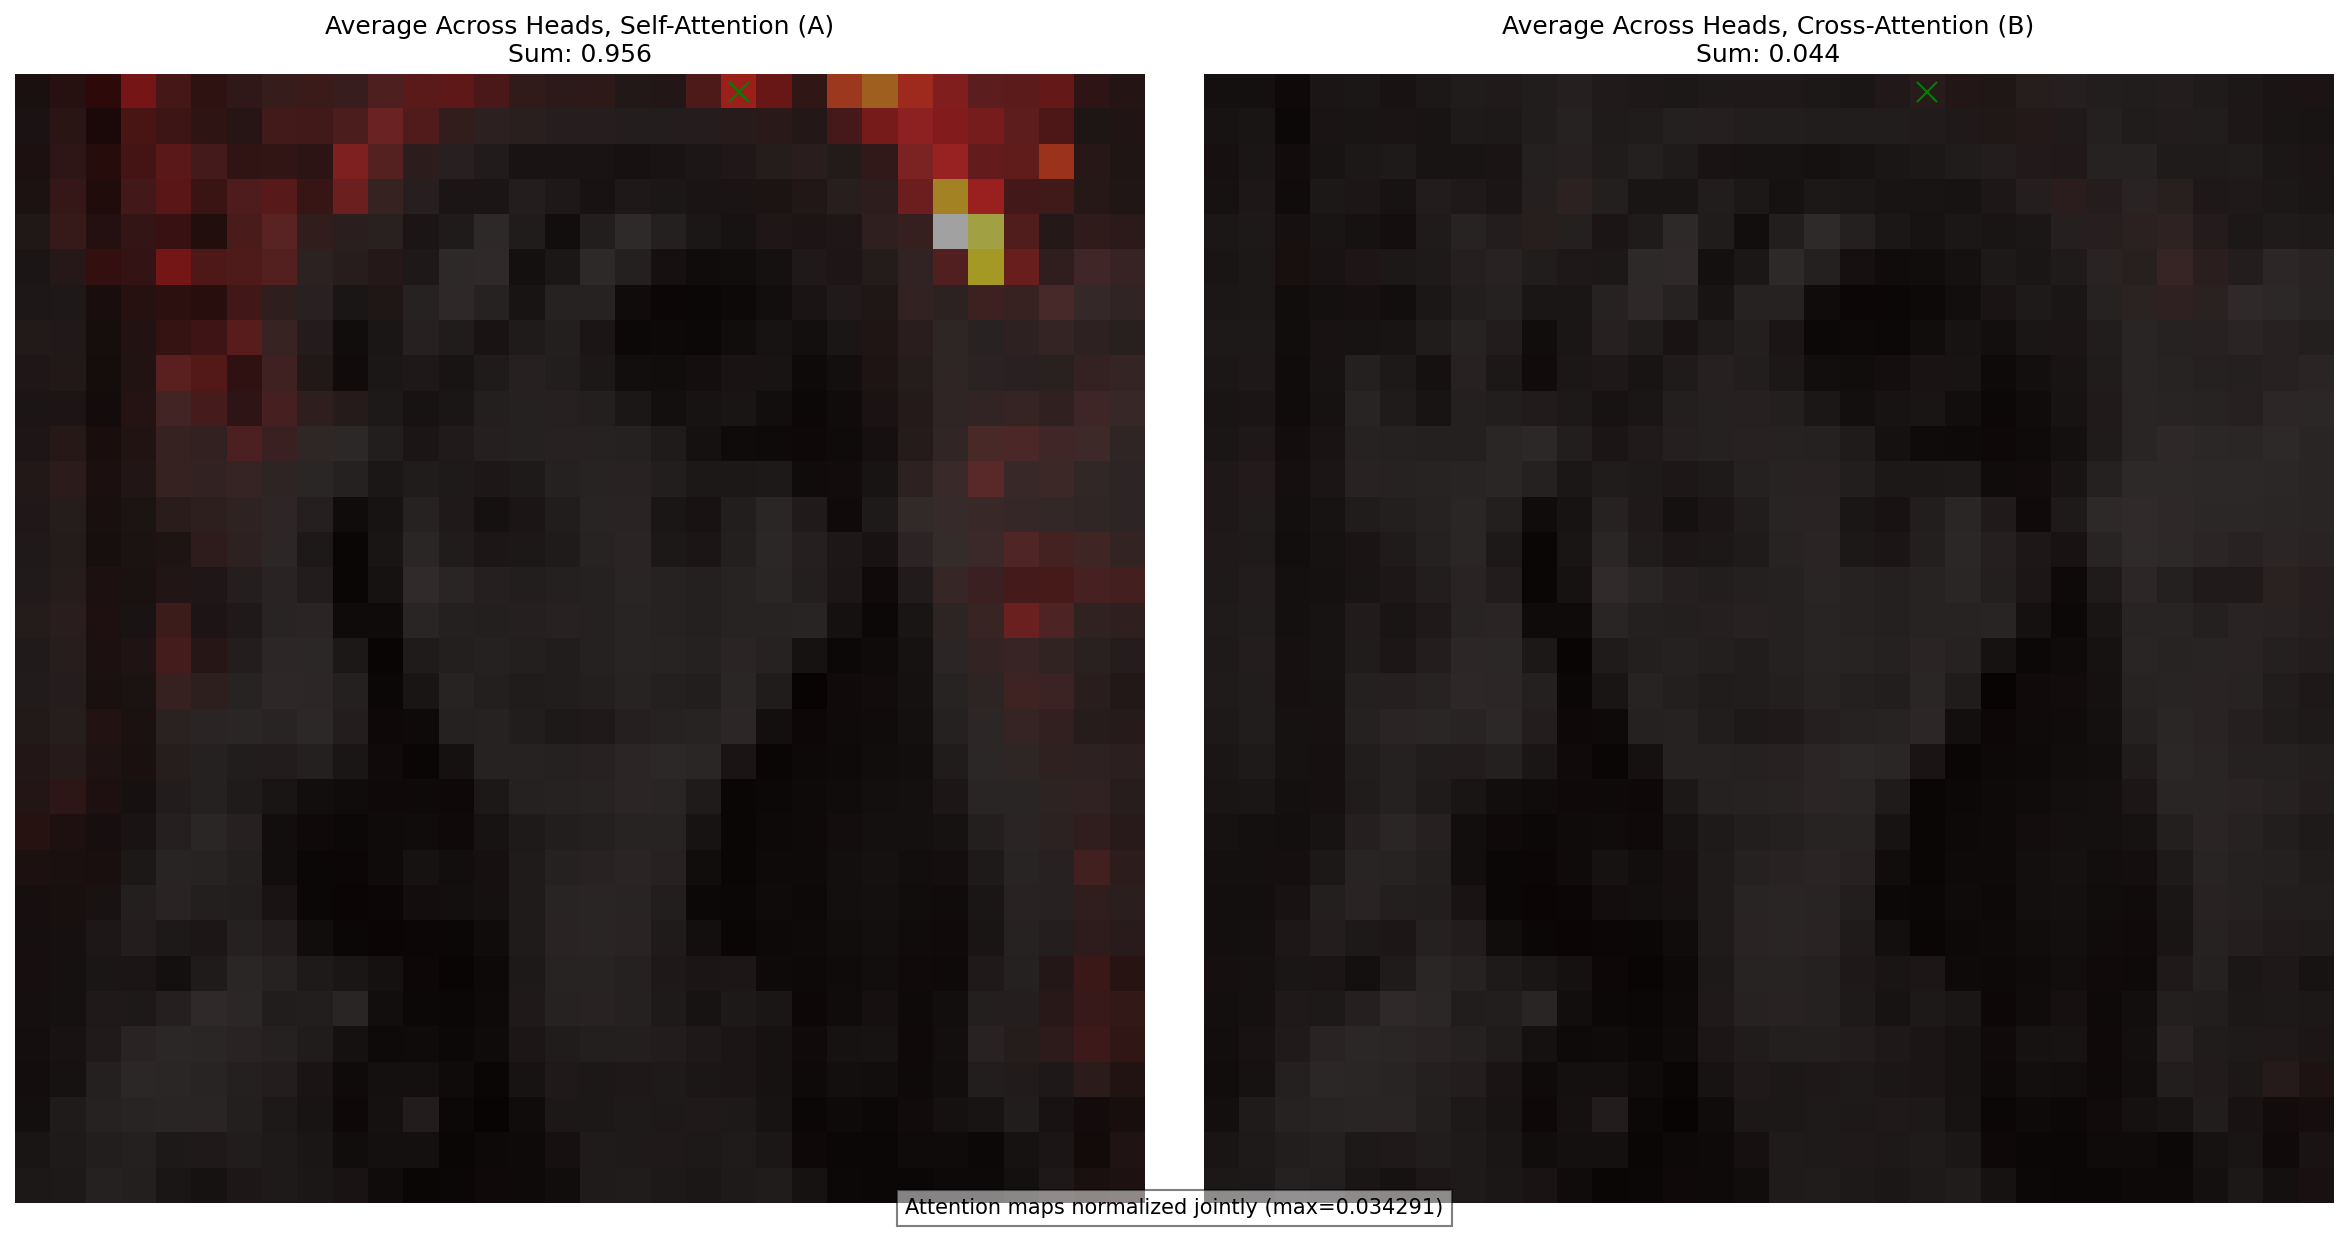 Average Across Heads, Self-Attention (A)
Sum: 0.956
Average Across Heads, Cross-Attention (B)
Sum: 0.044
Attention maps normalized jointly (max=0.034291)